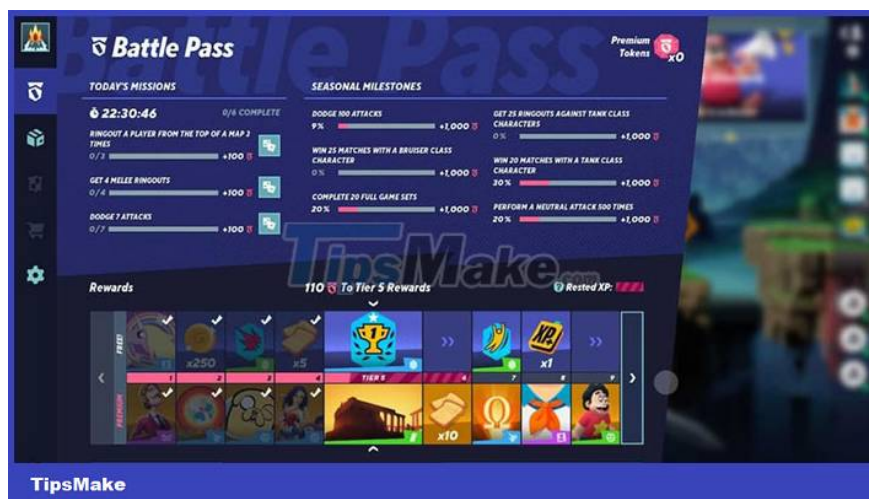 Battle Pass
Premium
Tokens
x0
TODAY'S MISSIONS
22:30:46
0/6 COMPLETE
RINGOUT A PLAYER FROM THE TOP OF A MAP 2
TIMES
0/2
+100
GET 4 MELEE RINGOUTS
0/4
+100
DODGE 7 ATTACKS
0/7
+100
SEASONAL MILESTONES
DODGE 100 ATTACKS
9%
+1,000
WIN 25 MATCHES WITH A BRUISER CLASS
CHARACTER
0%
+1,000
COMPLETE 20 FULL GAME SETS
20%
+1,000
GET 25 RINGOUTS AGAINST TANK CLASS
CHARACTERS
0%
+1,000
WIN 20 MATCHES WITH A TANK CLASS
CHARACTER
30%
+1,000
PERFORM A NEUTRAL ATTACK 500 TIMES
20%
+1,000
TipsMake.com
Rewards
110 To Tier 5 Rewards
Rested XP:
FREE!
x250
x5
1
XP+
x1
1 2 3 4 TIER 5 6 7 8 9
PREMIUM
x10
TipsMake